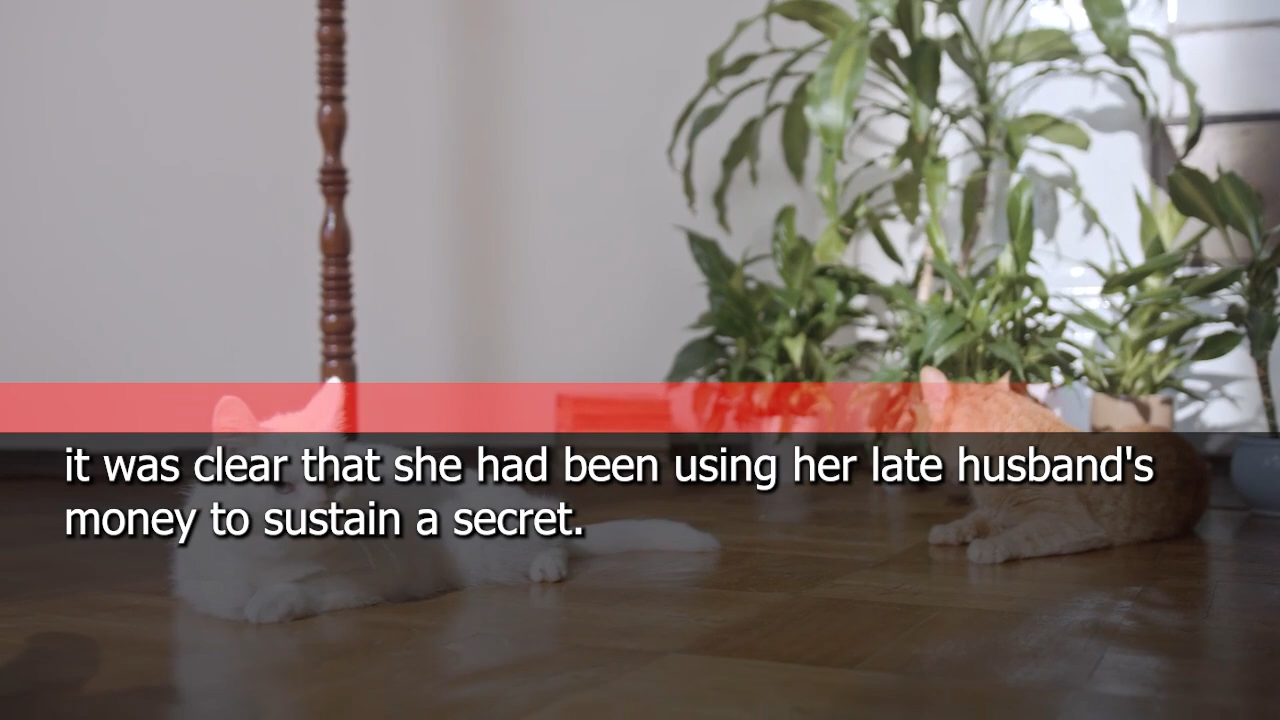 it was clear that she had been using her late husband's
money to sustain a secret.